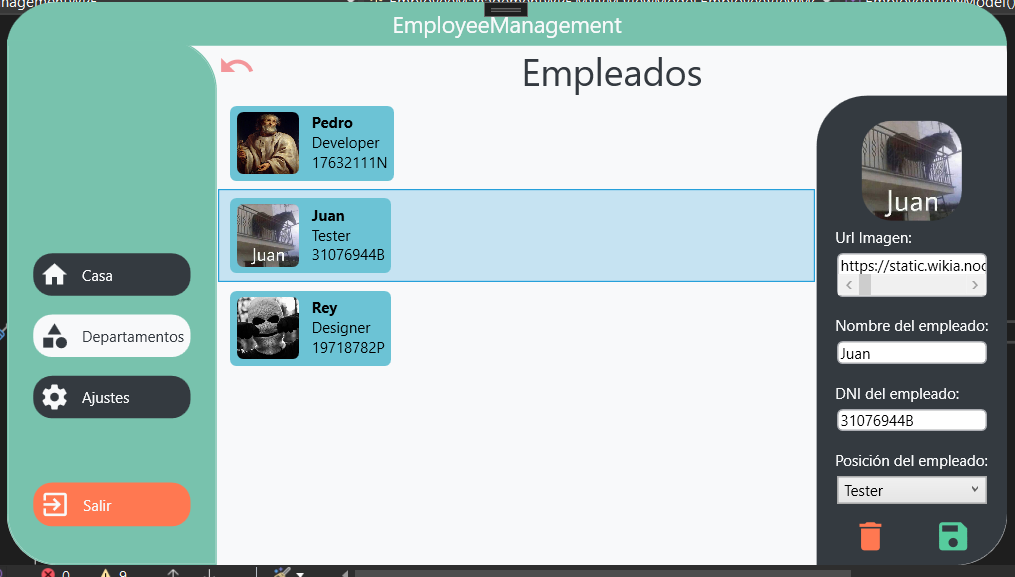 EmployeeManagement
Empleados
Pedro
Developer
17632111N
Juan
Juan
Tester
31076944B
Rey
Designer
19718782P
Casa
Departamentos
Ajustes
Salir
Juan
Url Imagen:
https://static.wikia.noc
Nombre del empleado:
Juan
DNI del empleado:
31076944B
Posición del empleado:
Tester
0
9